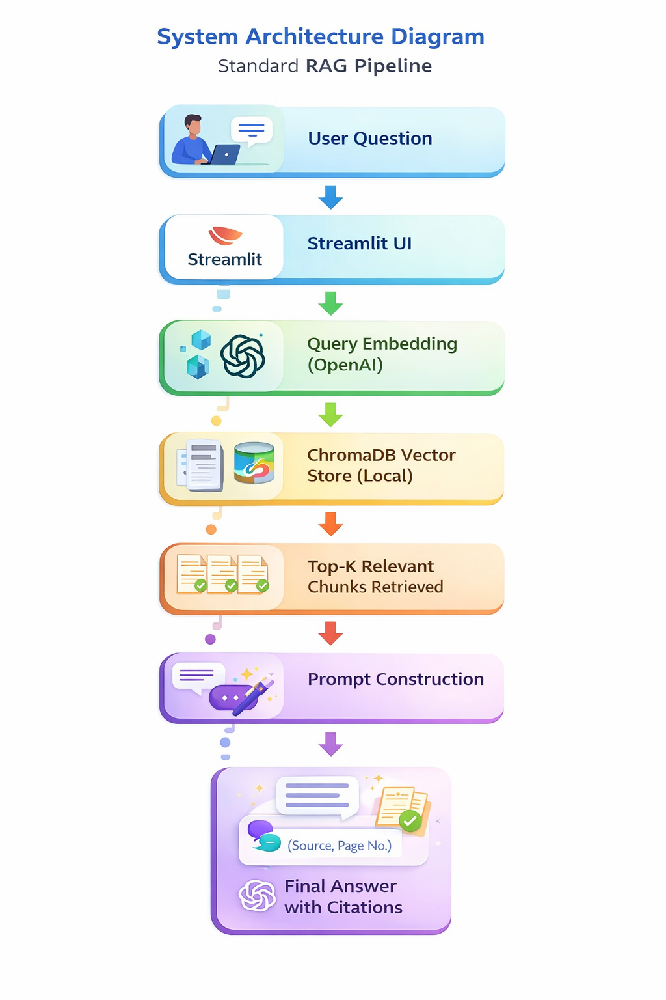 System Architecture Diagram
Standard RAG Pipeline
User Question
Streamlit
Streamlit UI
Query Embedding
(OpenAI)
ChromaDB Vector
Store (Local)
Top-K Relevant
Chunks Retrieved
Prompt Construction
(Source, Page No.)
Final Answer
with Citations